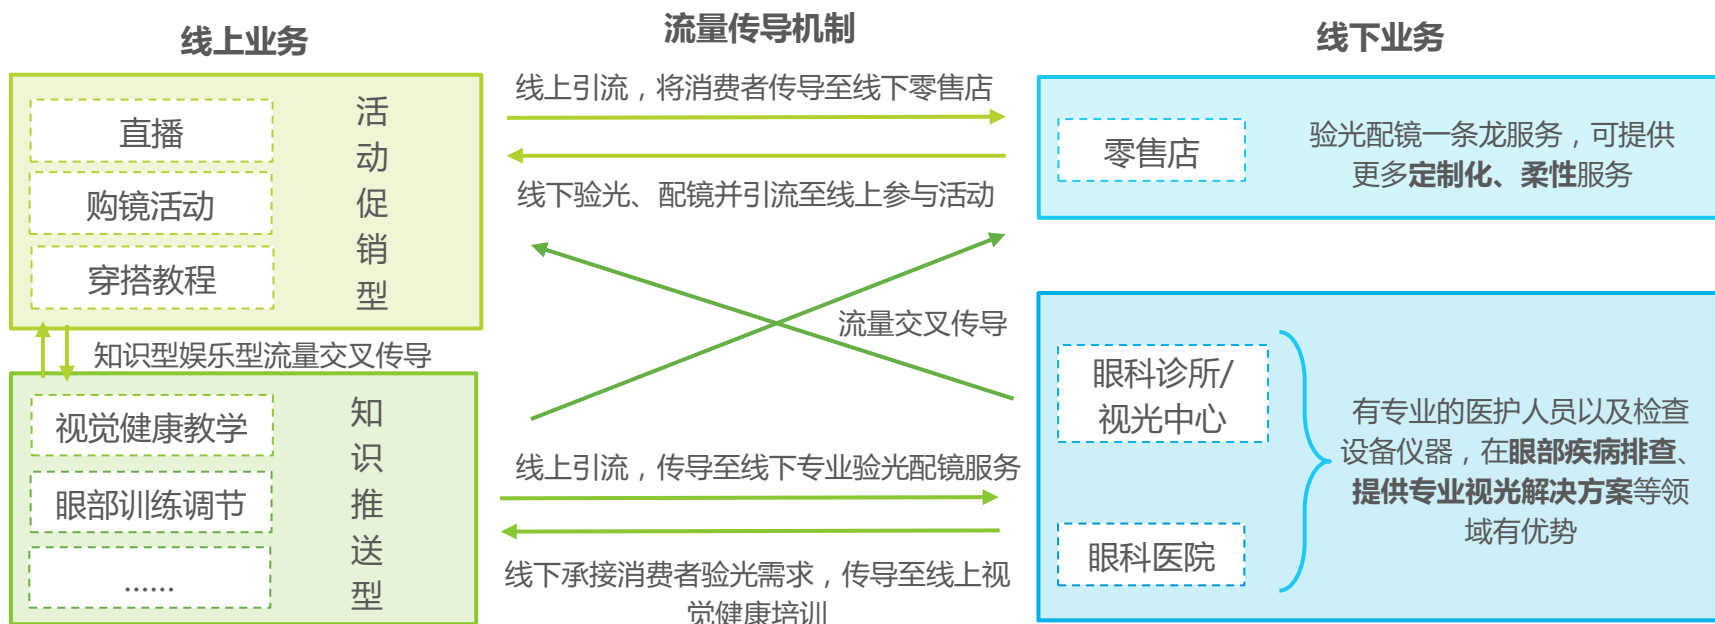 线上业务
流量传导机制
线下业务
直播
购镜活动
穿搭教程
活
动
促
销
型
线上引流，将消费者传导至线下零售店
线下验光、配镜并引流至线上参与活动
零售店
验光配镜一条龙服务，可提供
更多定制化、柔性服务
知识型娱乐型流量交叉传导
流量交叉传导
视觉健康教学
眼部训练调节
......
知
识
推
送
型
线上引流，传导至线下专业验光配镜服务
线下承接消费者验光需求，传导至线上视
觉健康培训
眼科诊所/
视光中心
眼科医院
有专业的医护人员以及检查
设备仪器，在眼部疾病排查、
提供专业视光解决方案等领
域有优势